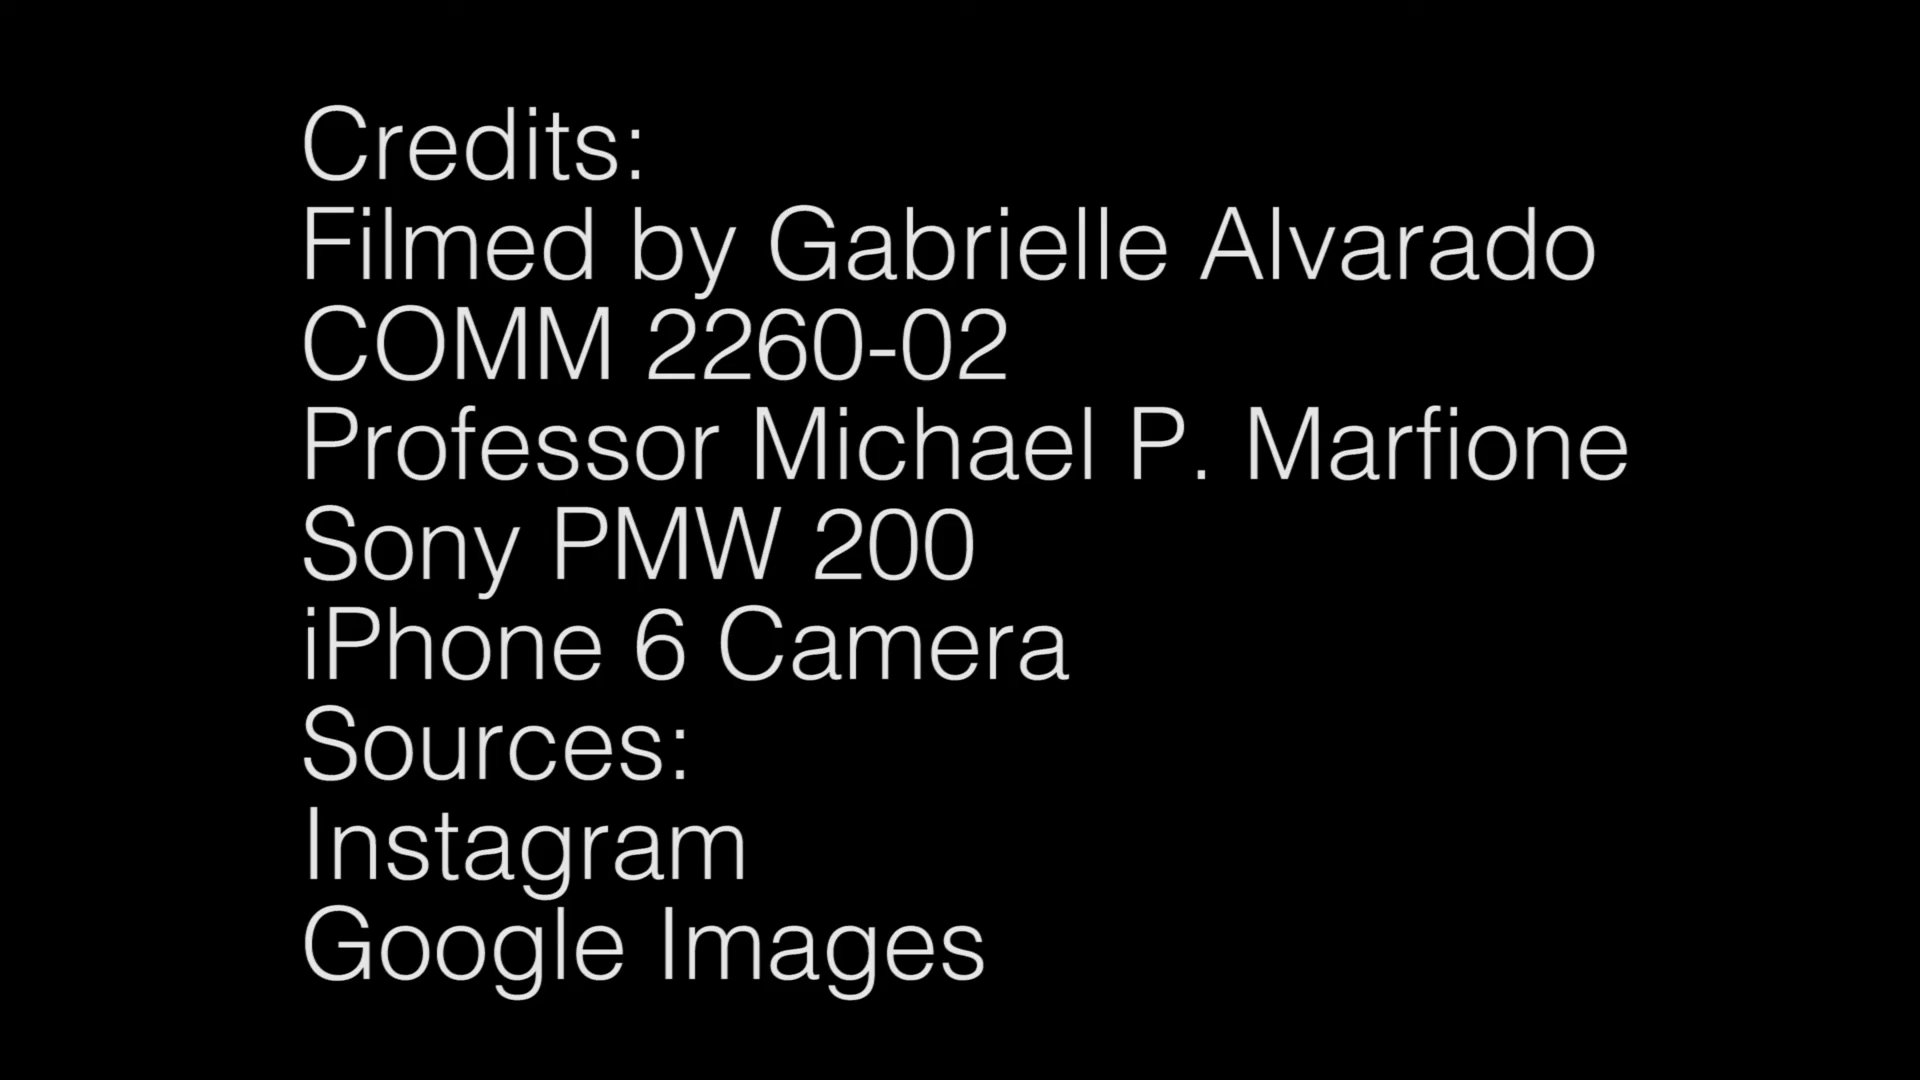 Credits:
Filmed by Gabrielle Alvarado
COMM 2260-02
Professor Michael P. Marfione
Sony PMW 200
iPhone 6 Camera
Sources:
Instagram
Google Images